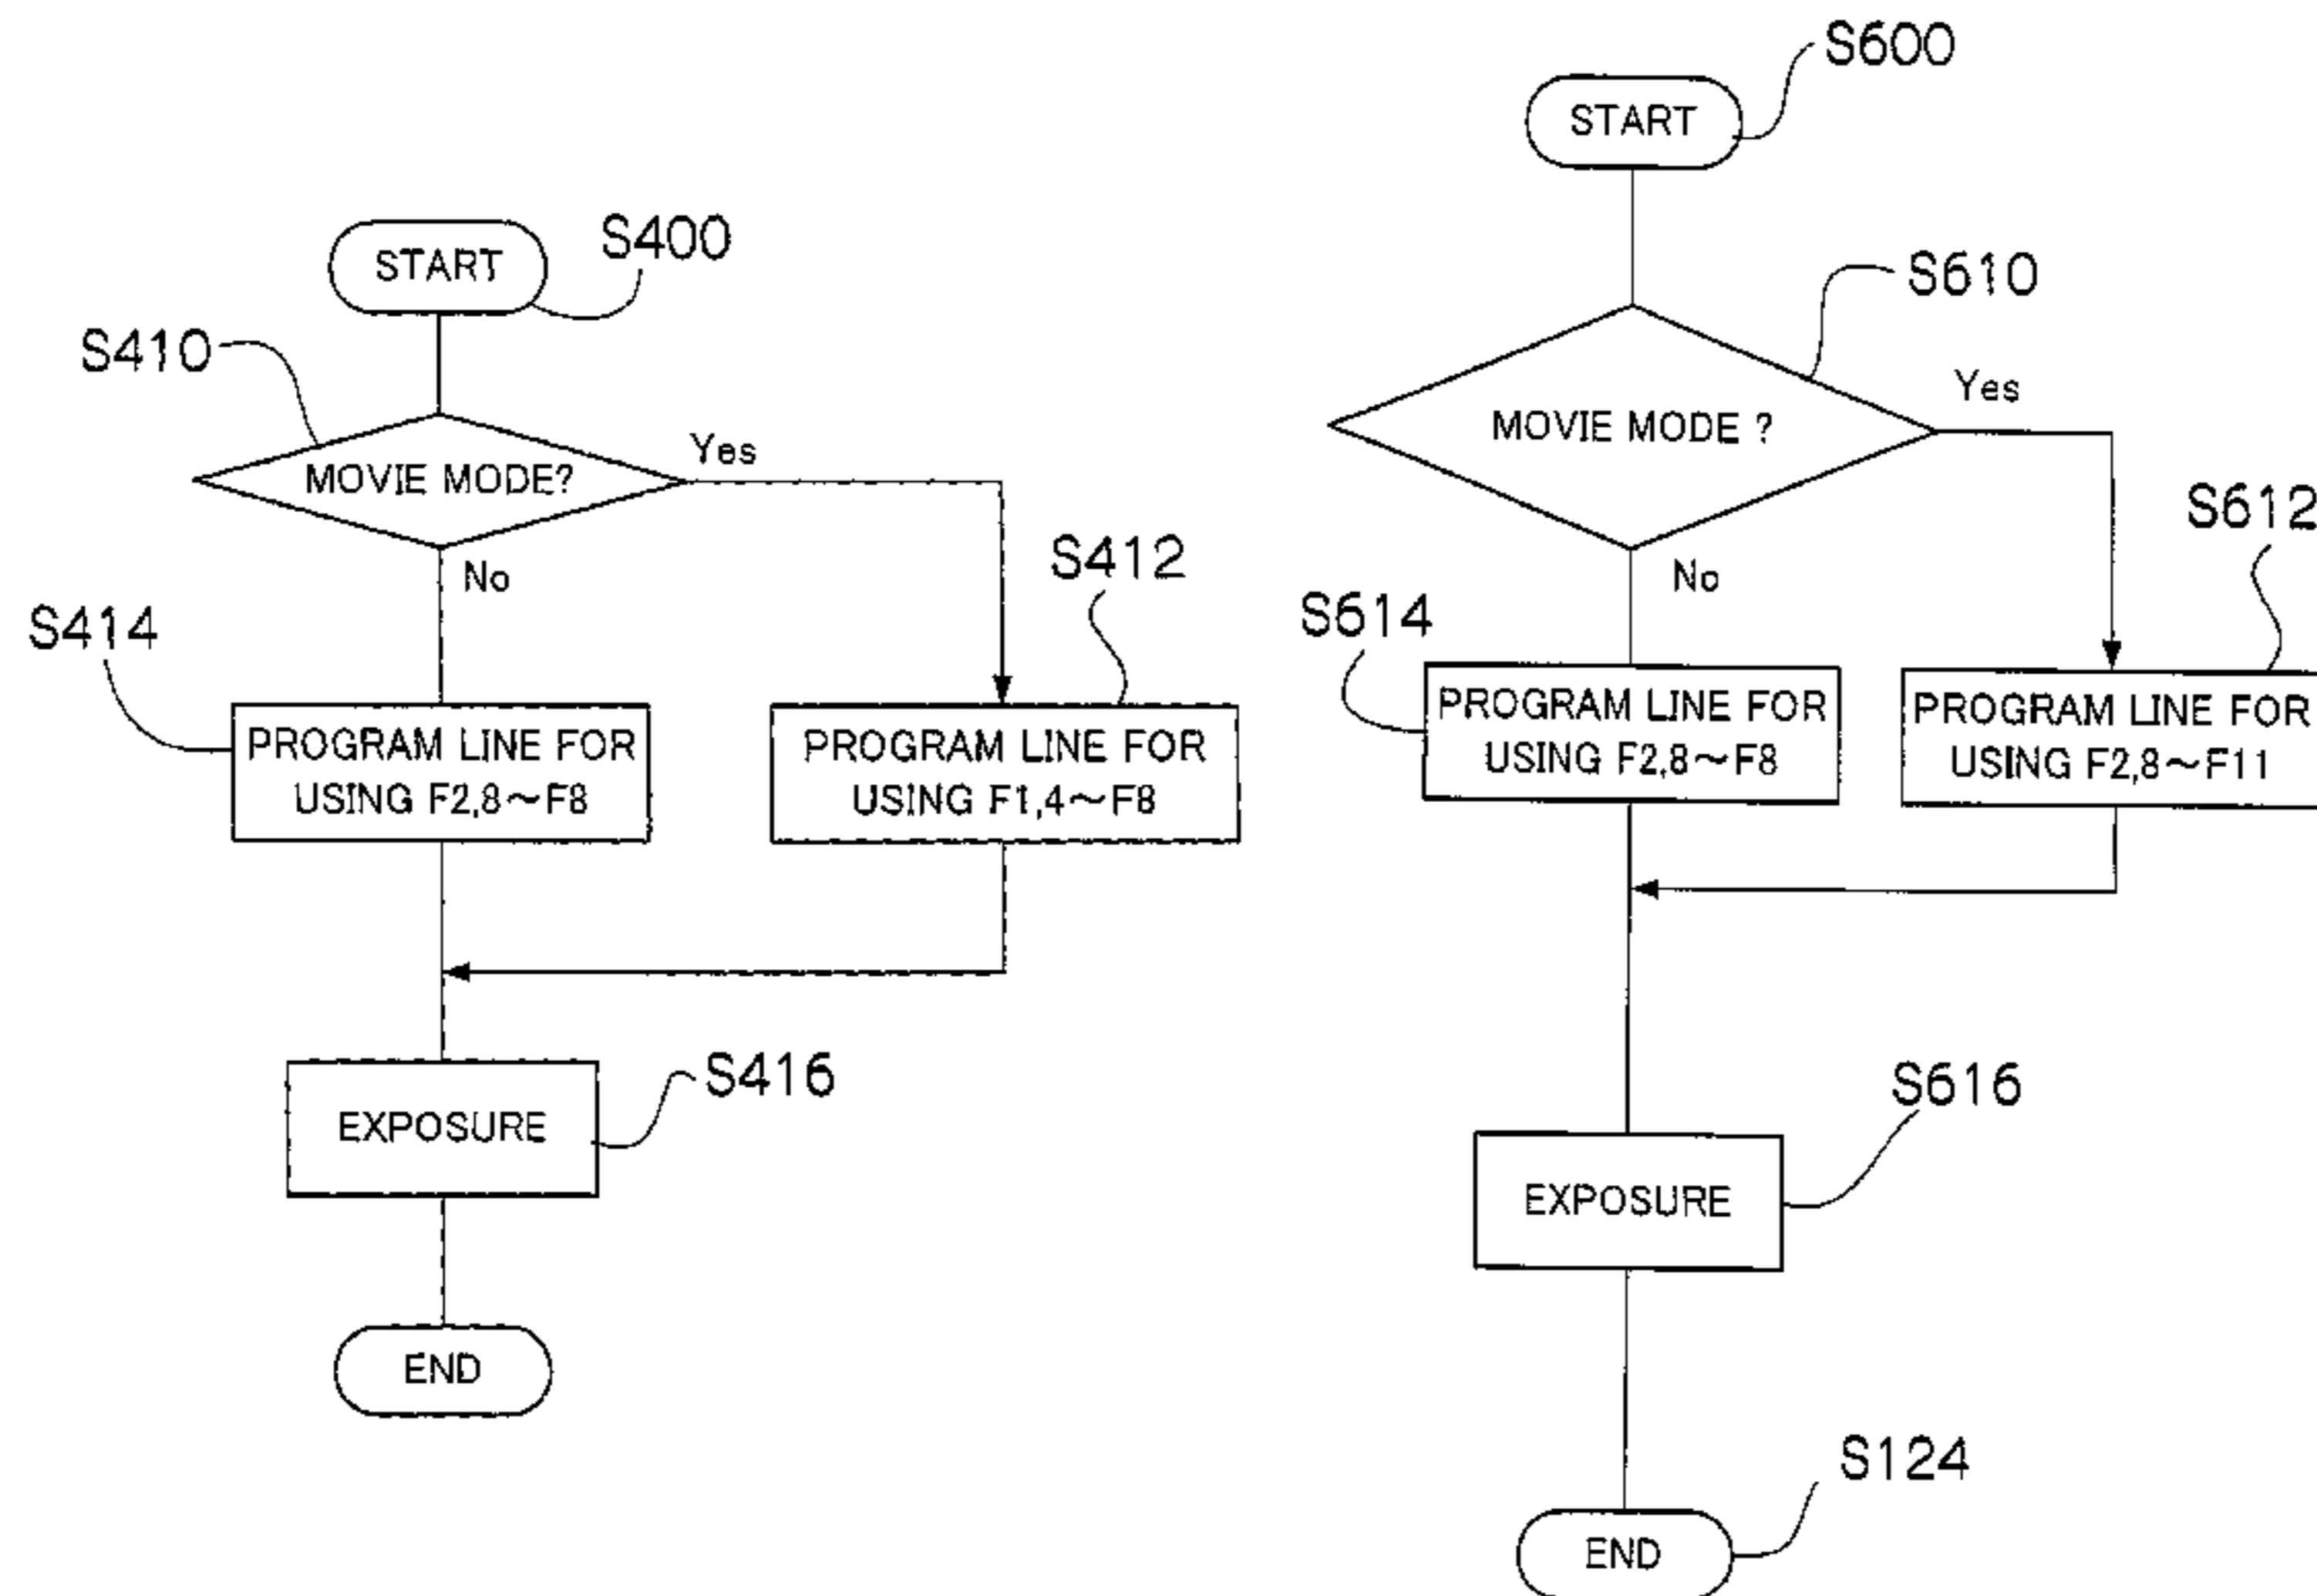 S400
START
S410
MOVIE MODE?
Yes
No
S412
S414
PROGRAM LINE FOR
USING F2,8～F8
PROGRAM LINE FOR
USING F1,4～F8
S416
EXPOSURE
END
S600
START
S610
MOVIE MODE ?
Yes
No
S612
S614
PROGRAM LINE FOR
USING F2,8～F8
PROGRAM LINE FOR
USING F2,8～F11
S616
EXPOSURE
S124
END